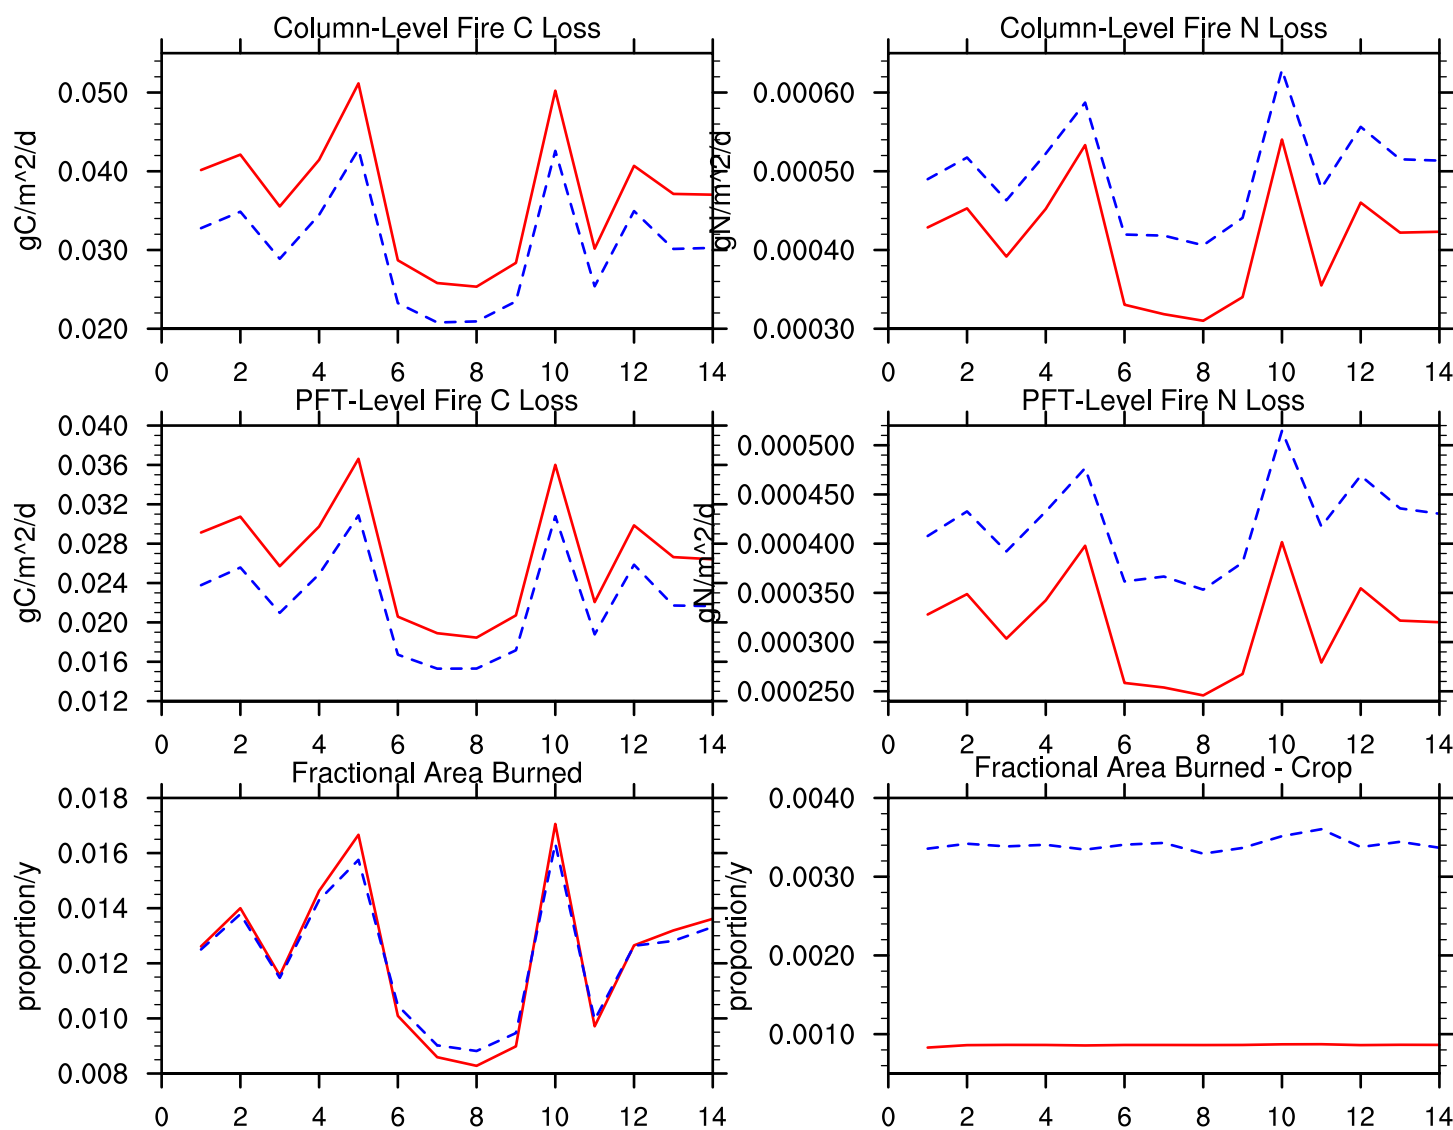 Column-Level Fire C Loss
gC/m^2/d
0.050
0.040
0.030
0.020
0 2 4 6 8 10 12 14
Column-Level Fire N Loss
gN/m^2/d
0.00060
0.00050
0.00040
0.00030
0 2 4 6 8 10 12 14
PFT-Level Fire C Loss
gC/m^2/d
0.040
0.036
0.032
0.028
0.024
0.020
0.016
0.012
0 2 4 6 8 10 12 14
PFT-Level Fire N Loss
gN/m^2/d
0.000500
0.000450
0.000400
0.000350
0.000300
0.000250
0 2 4 6 8 10 12 14
Fractional Area Burned
proportion/y
0.018
0.016
0.014
0.012
0.010
0.008
0 2 4 6 8 10 12 14
Fractional Area Burned - Crop
proportion/y
0.0040
0.0030
0.0020
0.0010
0 2 4 6 8 10 12 14